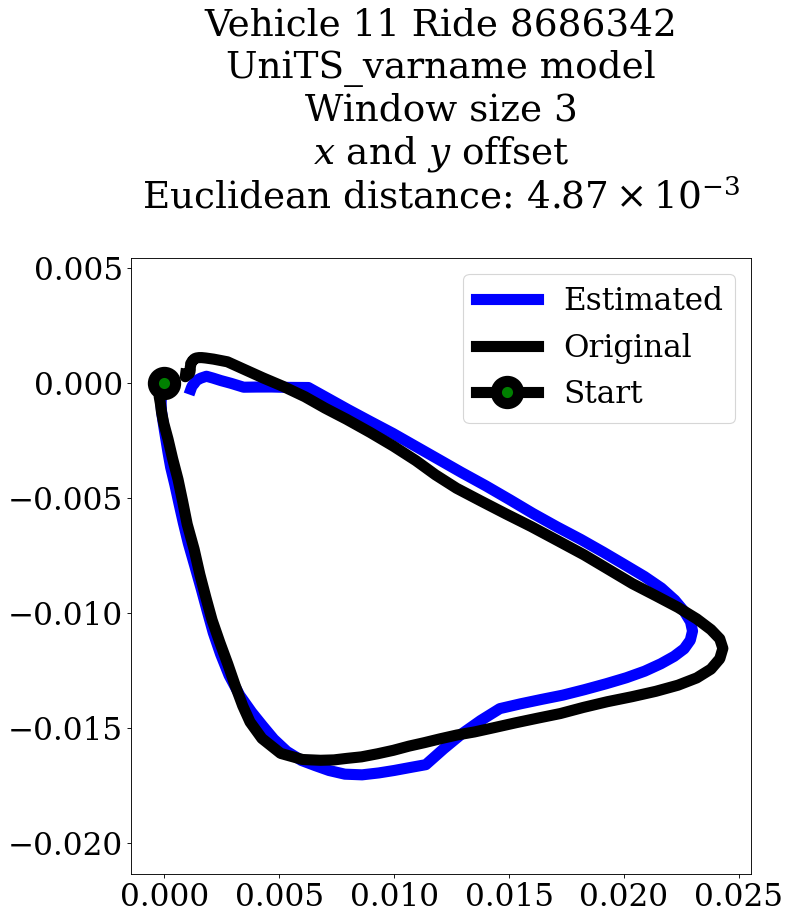 Vehicle 11 Ride 8686342
UniTS_varname model
Window size 3
x and y offset
Euclidean distance: 4.87 × 10⁻³
Estimated
Original
Start
0.005
0.000
−0.005
−0.010
−0.015
−0.020
0.000 0.005 0.010 0.015 0.020 0.025